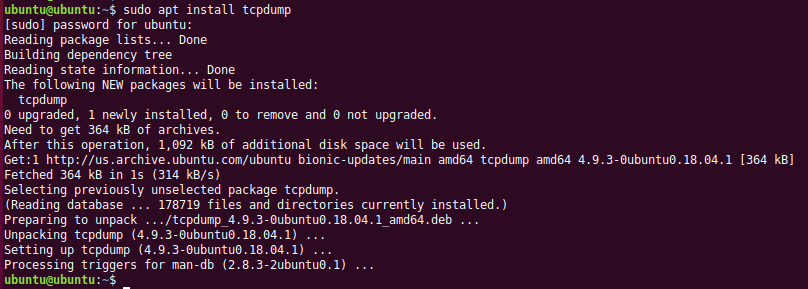 ubuntu@ubuntu:~$ sudo apt install tcpdump
[sudo] password for ubuntu:
Reading package lists... Done
Building dependency tree
Reading state information... Done
The following NEW packages will be installed:
  tcpdump
0 upgraded, 1 newly installed, 0 to remove and 0 not upgraded.
Need to get 364 kB of archives.
After this operation, 1,092 kB of additional disk space will be used.
Get:1 http://us.archive.ubuntu.com/ubuntu bionic-updates/main amd64 tcpdump amd64 4.9.3-0ubuntu0.18.04.1 [364 kB]
Fetched 364 kB in 1s (314 kB/s)
Selecting previously unselected package tcpdump.
(Reading database ... 178719 files and directories currently installed.)
Preparing to unpack .../tcpdump_4.9.3-0ubuntu0.18.04.1_amd64.deb ...
Unpacking tcpdump (4.9.3-0ubuntu0.18.04.1) ...
Setting up tcpdump (4.9.3-0ubuntu0.18.04.1) ...
Processing triggers for man-db (2.8.3-2ubuntu0.1) ...
ubuntu@ubuntu:~$